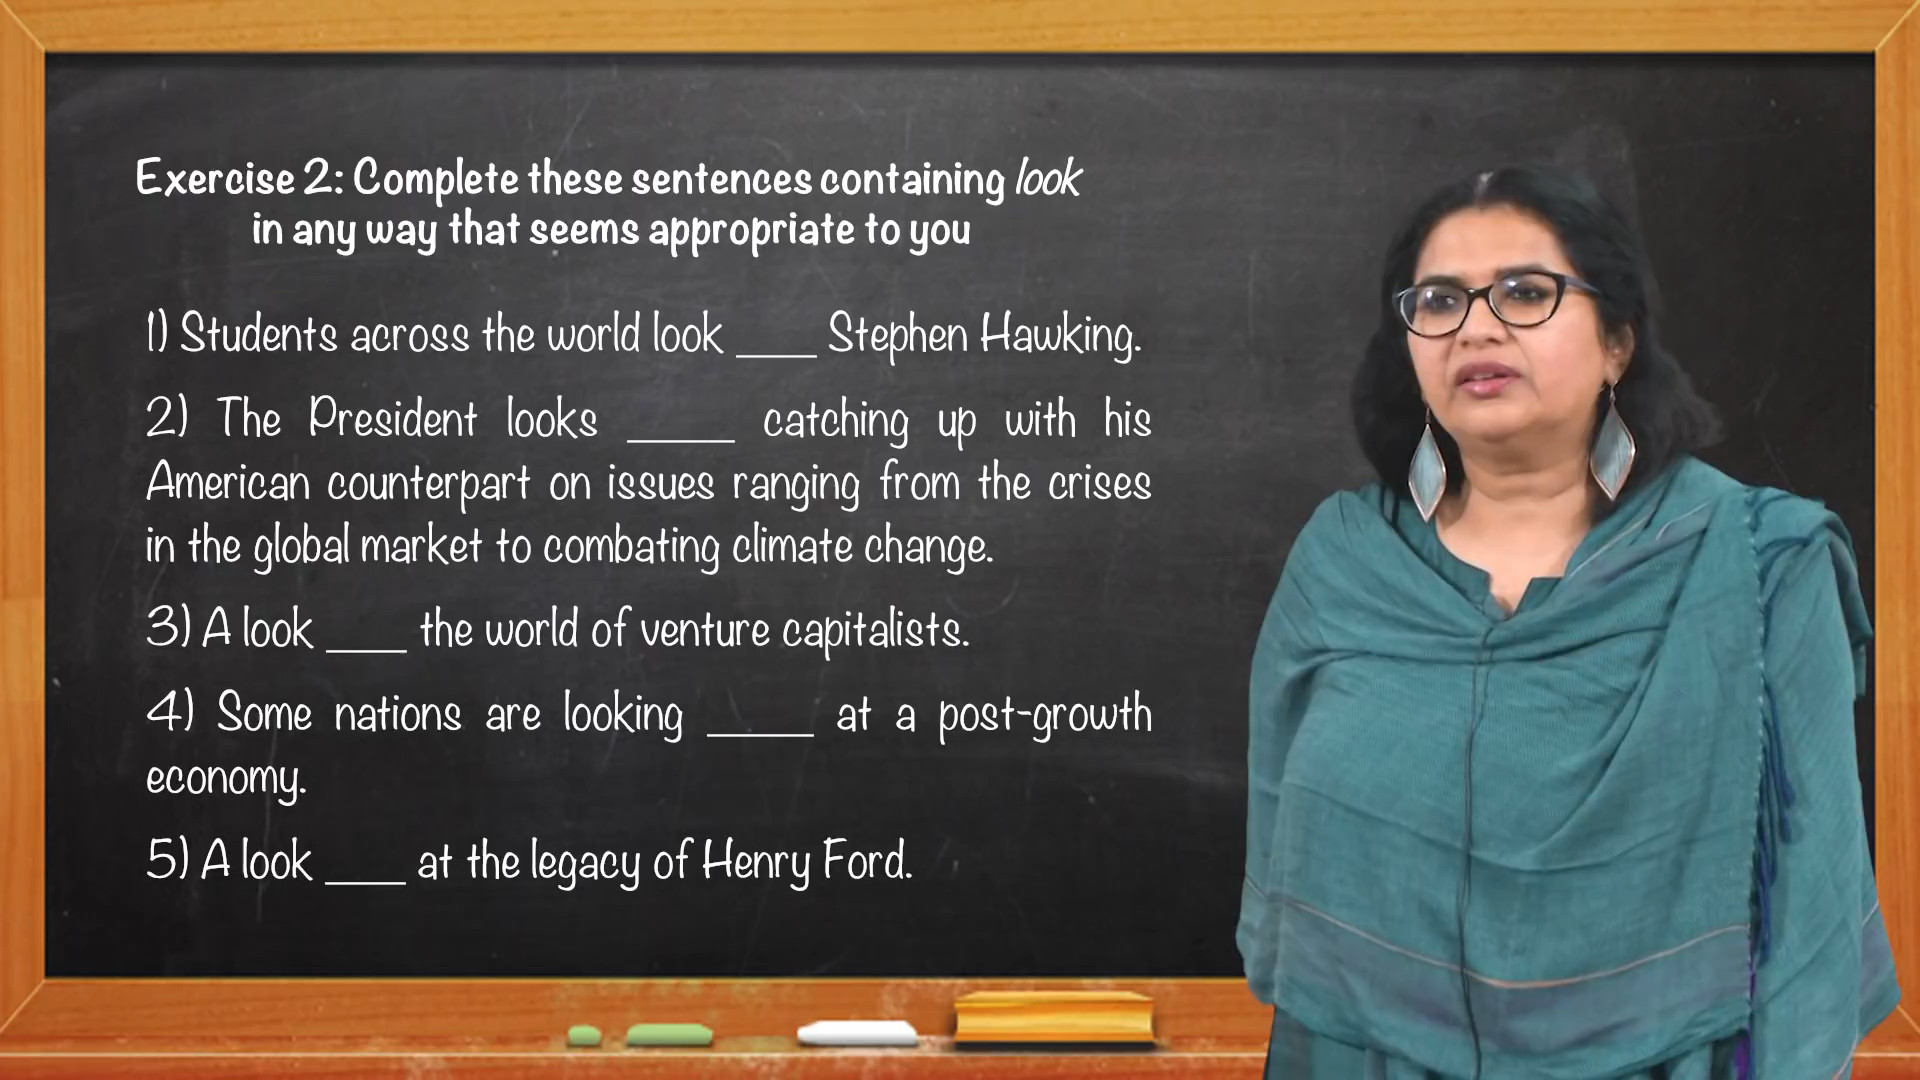 Exercise 2: Complete these sentences containing look
in any way that seems appropriate to you
1) Students across the world look ____ Stephen Hawking.
2) The President looks _____ catching up with his
American counterpart on issues ranging from the crises
in the global market to combating climate change.
3) A look ____ the world of venture capitalists.
4) Some nations are looking _____ at a post-growth
economy.
5) A look ____ at the legacy of Henry Ford.